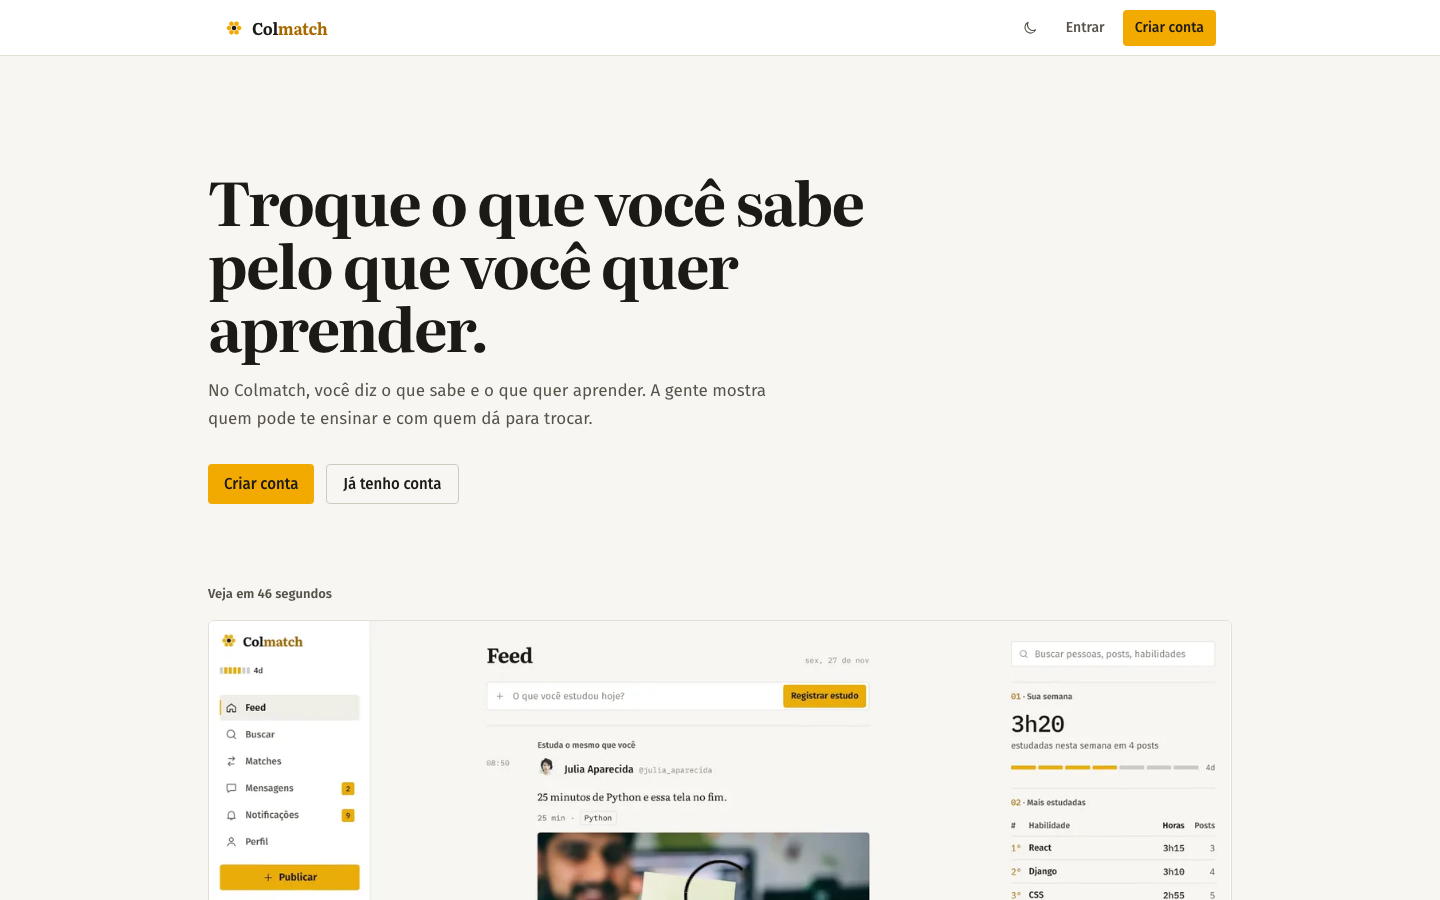 Colmatch
Entrar
Criar conta
Troque o que você sabe
pelo que você quer
aprender.
No Colmatch, você diz o que sabe e o que quer aprender. A gente mostra
quem pode te ensinar e com quem dá para trocar.
Criar conta
Já tenho conta
Veja em 46 segundos
Colmatch
4d
Feed
Buscar
Matches
Mensagens 2
Notificações 9
Perfil
+ Publicar
Feed
sex, 27 de nov
+ O que você estudou hoje?
Registrar estudo
Estuda o mesmo que você
08:50
Julia Aparecida @julia_aparecida
25 minutos de Python e essa tela no fim.
25 min · Python
Buscar pessoas, posts, habilidades
01 · Sua semana
3h20
estudadas nesta semana em 4 posts
4d
02 · Mais estudadas
# Habilidade Horas Posts
1º React 3h15 3
2º Django 3h10 4
3º CSS 2h55 5